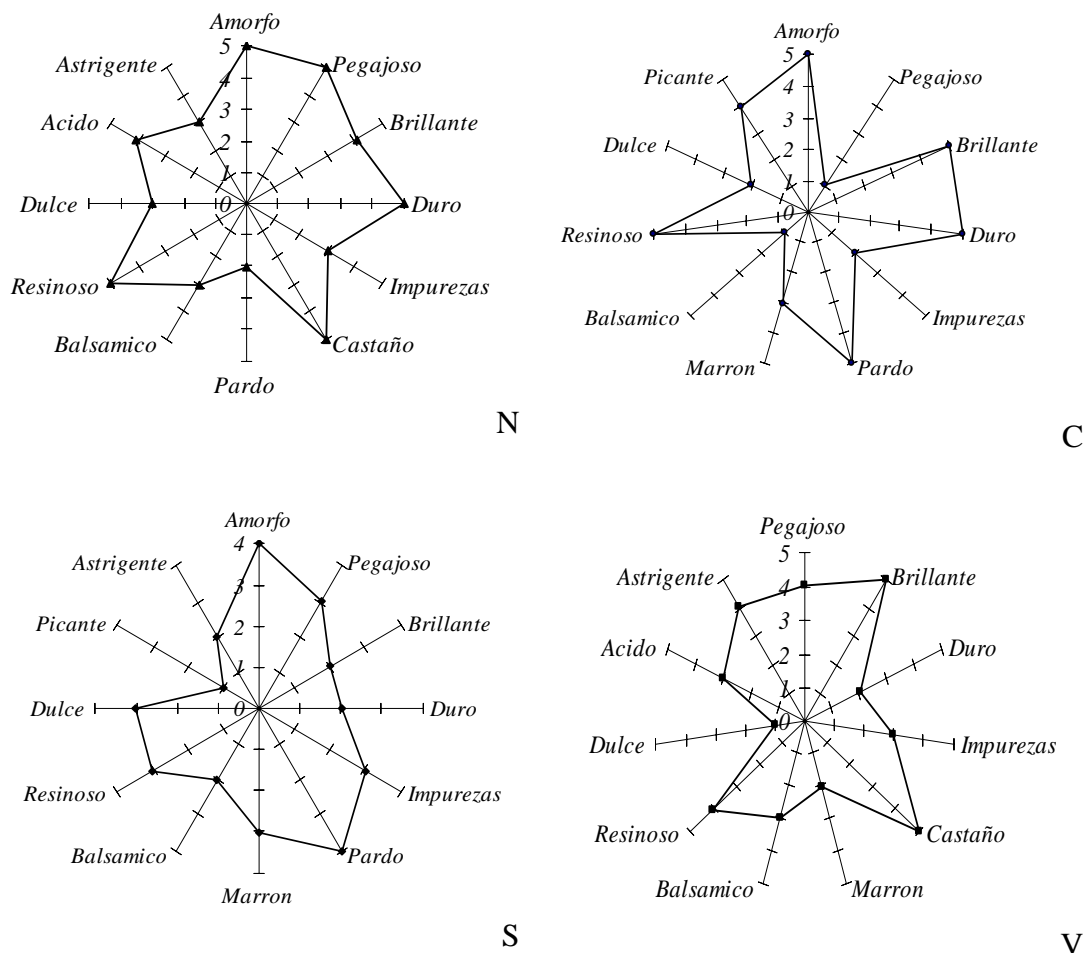 Amorfo
5
Astrigente
Pegajoso
4
Acido
3
Brillante
2
1
Dulce
0
Duro
Resinoso
Impurezas
Balsamico
Castaño
Pardo
N
Amorfo
5
Picante
Pegajoso
4
3
Dulce
2
Brillante
1
0
Resinoso
Duro
Balsamico
Impurezas
Marron
Pardo
C
Amorfo
4
Astrigente
Pegajoso
3
Picante
2
Brillante
1
Dulce
0
Duro
Resinoso
Impurezas
Balsamico
Pardo
Marron
S
Pegajoso
5
Astrigente
Brillante
4
3
Acido
Duro
2
1
0
Dulce
Impurezas
Resinoso
Castaño
Balsamico
Marron
V